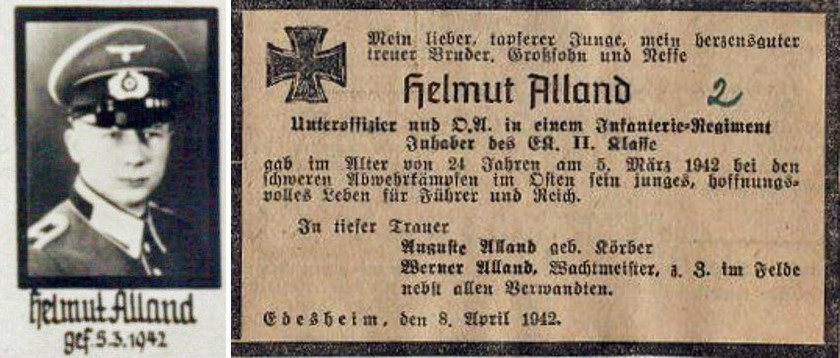 Helmut Alland
gef. 5.3.1942
Mein lieber, tapferer Junge, mein herzensguter
treuer Bruder, Großsohn und Neffe
Helmut Alland
2
Unteroffizier und O.A. in einem Infanterie-Regiment
Inhaber des EK. II. Klasse
gab im Alter von 24 Jahren am 5. März 1942 bei den
schweren Abwehrkämpfen im Osten sein junges, hoffnungs-
volles Leben für Führer und Reich.
In tiefer Trauer
Auguste Alland geb. Körber
Werner Alland, Wachtmeister, z. Z. im Felde
nebst allen Verwandten.
Edesheim, den 8. April 1942.